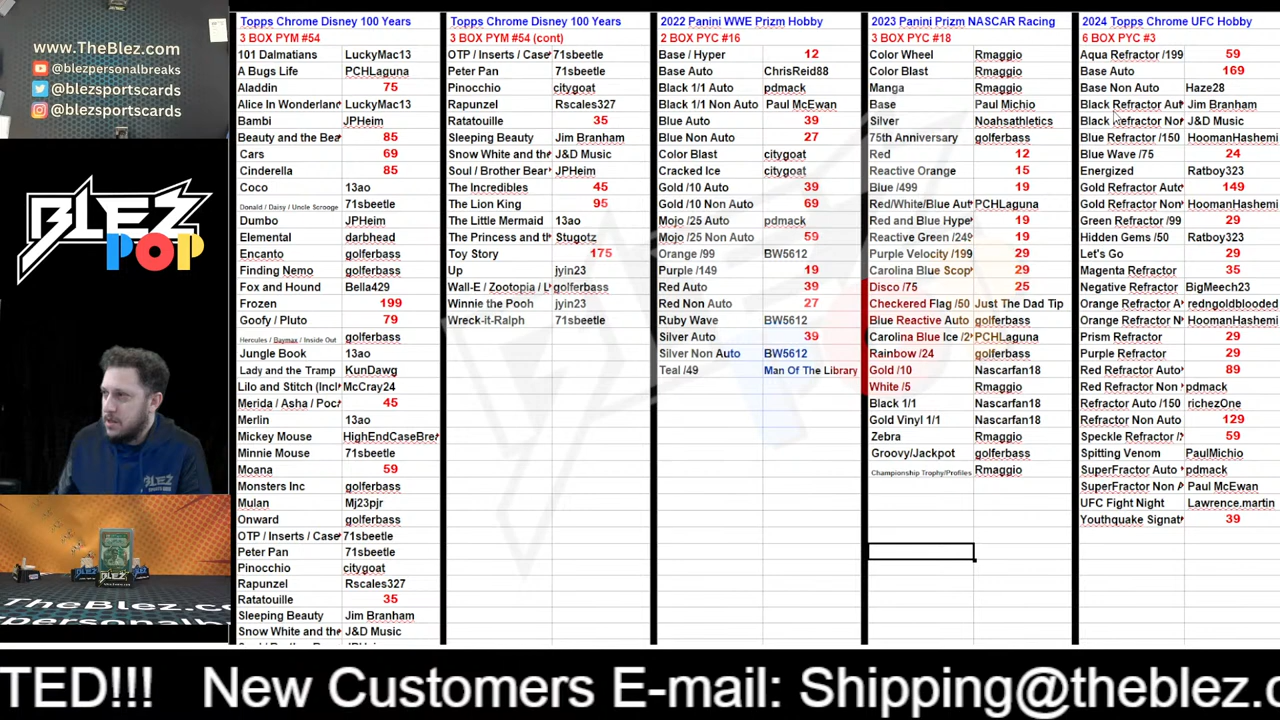 www.TheBlez.com
@blezpersonalbreaks
@blezsportscards
@blezsportscards
BLEZ
POP
BLEZ
BLEZ
TheBlez.co
Topps Chrome Disney 100 Years
3 BOX PYM #54
101 Dalmatians LuckyMac13
A Bugs Life PCHLaguna
Aladdin 75
Alice In Wonderlan LuckyMac13
Bambi JPHeim
Beauty and the Bea 85
Cars 69
Cinderella 85
Coco 13ao
Donald / Daisy / Uncle Scrooge 71sbeetle
Dumbo JPHeim
Elemental darbhead
Encanto golferbass
Finding Nemo golferbass
Fox and Hound Bella429
Frozen 199
Goofy / Pluto 79
Hercules / Baymax / Inside Out golferbass
Jungle Book 13ao
Lady and the Tramp KunDawg
Lilo and Stitch (Incl McCray24
Merida / Asha / Poc 45
Merlin 13ao
Mickey Mouse HighEndCaseBre
Minnie Mouse 71sbeetle
Moana 59
Monsters Inc golferbass
Mulan Mj23pjr
Onward golferbass
OTP / Inserts / Case 71sbeetle
Peter Pan 71sbeetle
Pinocchio citygoat
Rapunzel Rscales327
Ratatouille 35
Sleeping Beauty Jim Branham
Snow White and the J&D Music
Topps Chrome Disney 100 Years
3 BOX PYM #54 (cont)
OTP / Inserts / Case 71sbeetle
Peter Pan 71sbeetle
Pinocchio citygoat
Rapunzel Rscales327
Ratatouille 35
Sleeping Beauty Jim Branham
Snow White and the J&D Music
Soul / Brother Bear JPHeim
The Incredibles 45
The Lion King 95
The Little Mermaid 13ao
The Princess and th Stugotz
Toy Story 175
Up jyin23
Wall-E / Zootopia / L golferbass
Winnie the Pooh jyin23
Wreck-it-Ralph 71sbeetle
2022 Panini WWE Prizm Hobby
2 BOX PYC #16
Base / Hyper 12
Base Auto ChrisReid88
Black 1/1 Auto pdmack
Black 1/1 Non Auto Paul McEwan
Blue Auto 39
Blue Non Auto 27
Color Blast citygoat
Cracked Ice citygoat
Gold /10 Auto 39
Gold /10 Non Auto 69
Mojo /25 Auto pdmack
Mojo /25 Non Auto 59
Orange /99 BW5612
Purple /149 19
Red Auto 39
Red Non Auto 27
Ruby Wave BW5612
Silver Auto 39
Silver Non Auto BW5612
Teal /49 Man Of The Library
2023 Panini Prizm NASCAR Racing
3 BOX PYC #18
Color Wheel Rmaggio
Color Blast Rmaggio
Manga Rmaggio
Base Paul Michio
Silver Noahsathletics
75th Anniversary golferbass
Red 12
Reactive Orange 15
Blue /499 19
Red/White/Blue Aut PCHLaguna
Red and Blue Hype 19
Reactive Green /249 19
Purple Velocity /199 29
Carolina Blue Scop 29
Disco /75 25
Checkered Flag /50 Just The Dad Tip
Blue Reactive Auto golferbass
Carolina Blue Ice /2 PCHLaguna
Rainbow /24 golferbass
Gold /10 Nascarfan18
White /5 Rmaggio
Black 1/1 Nascarfan18
Gold Vinyl 1/1 Nascarfan18
Zebra Rmaggio
Groovy/Jackpot golferbass
Championship Trophy/Profiles Rmaggio
2024 Topps Chrome UFC Hobby
6 BOX PYC #3
Aqua Refractor /199 59
Base Auto 169
Base Non Auto Haze28
Black Refractor Aut Jim Branham
Black Refractor Non J&D Music
Blue Refractor /150 HoomanHashemi
Blue Wave /75 24
Energized Ratboy323
Gold Refractor Auto 149
Gold Refractor Non HoomanHashemi
Green Refractor /99 29
Hidden Gems /50 Ratboy323
Let's Go 29
Magenta Refractor 35
Negative Refractor BigMeech23
Orange Refractor A redngoldblooded
Orange Refractor N HoomanHashemi
Prism Refractor 29
Purple Refractor 29
Red Refractor Auto 89
Red Refractor Non pdmack
Refractor Auto /150 richezOne
Refractor Non Auto 129
Speckle Refractor / 59
Spitting Venom PaulMichio
SuperFractor Auto pdmack
SuperFractor Non A Paul McEwan
UFC Fight Night Lawrence.martin
Youthquake Signat 39
TED!!! New Customers E-mail: Shipping@theblez.c